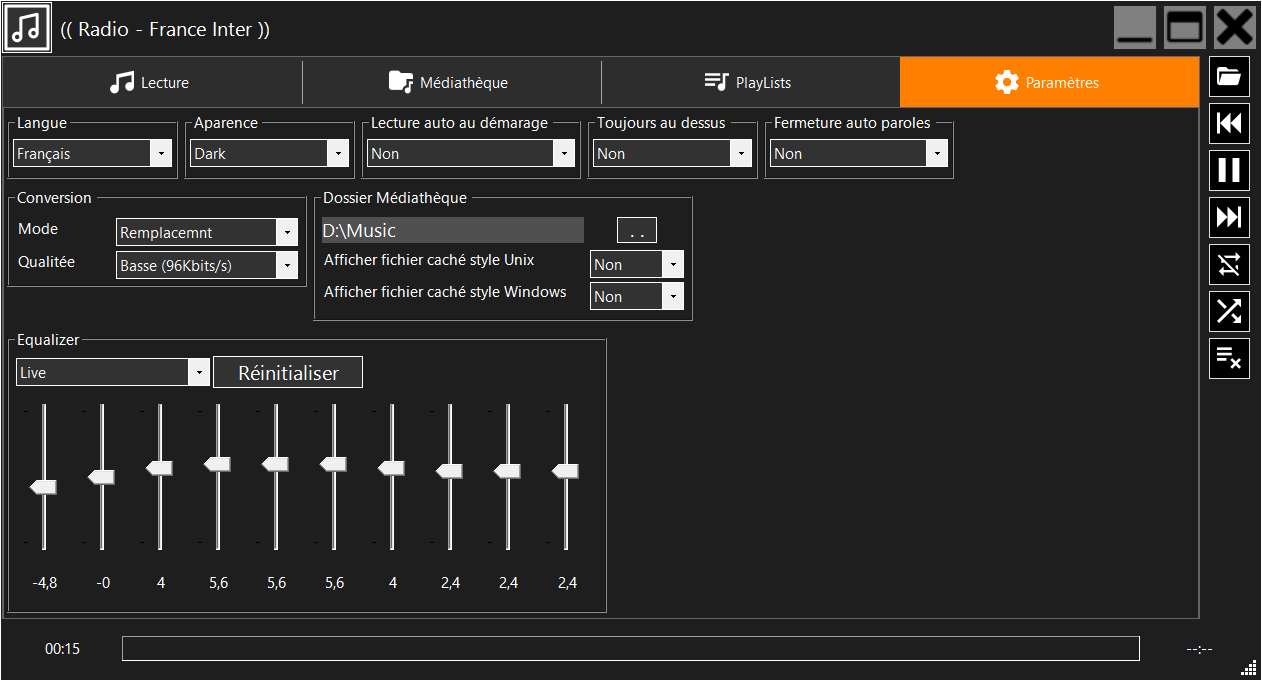 (( Radio - France Inter ))
Lecture
Médiathèque
PlayLists
Paramètres
Langue
Aparence
Lecture auto au démarage
Toujours au dessus
Fermeture auto paroles
Français
Dark
Non
Non
Non
Conversion
Mode
Remplacemnt
Qualitée
Basse (96Kbits/s)
Dossier Médiathèque
D:\Music
. .
Afficher fichier caché style Unix
Non
Afficher fichier caché style Windows
Non
Equalizer
Live
Réinitialiser
-4,8
-0
4
5,6
5,6
5,6
4
2,4
2,4
2,4
00:15
--:--